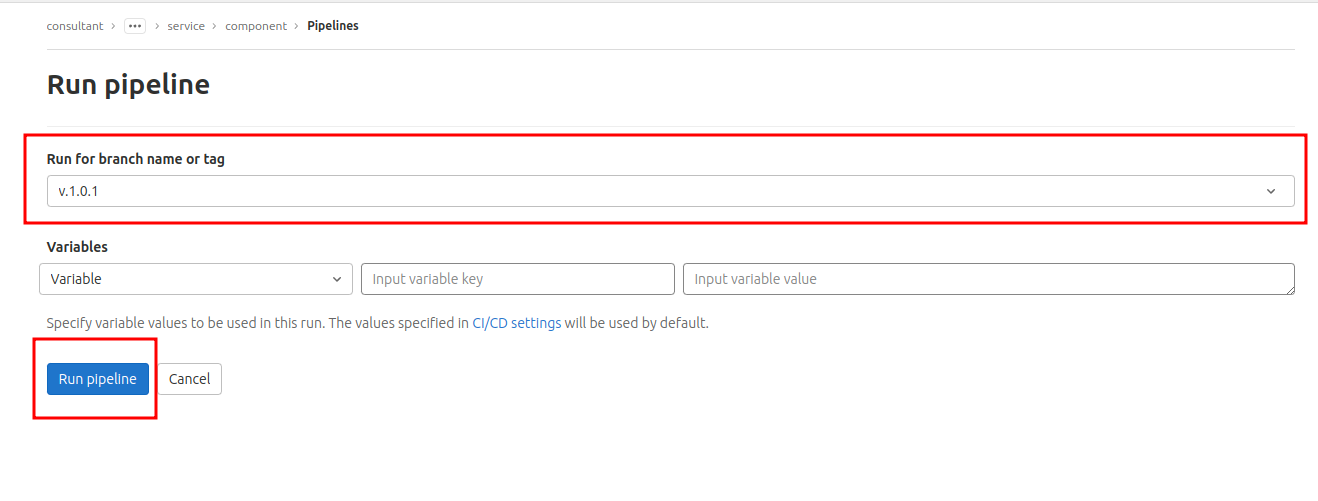 consultant > ••• > service > component > Pipelines
Run pipeline
Run for branch name or tag
v.1.0.1
Variables
Variable Input variable key Input variable value
Specify variable values to be used in this run. The values specified in CI/CD settings will be used by default.
Run pipeline Cancel